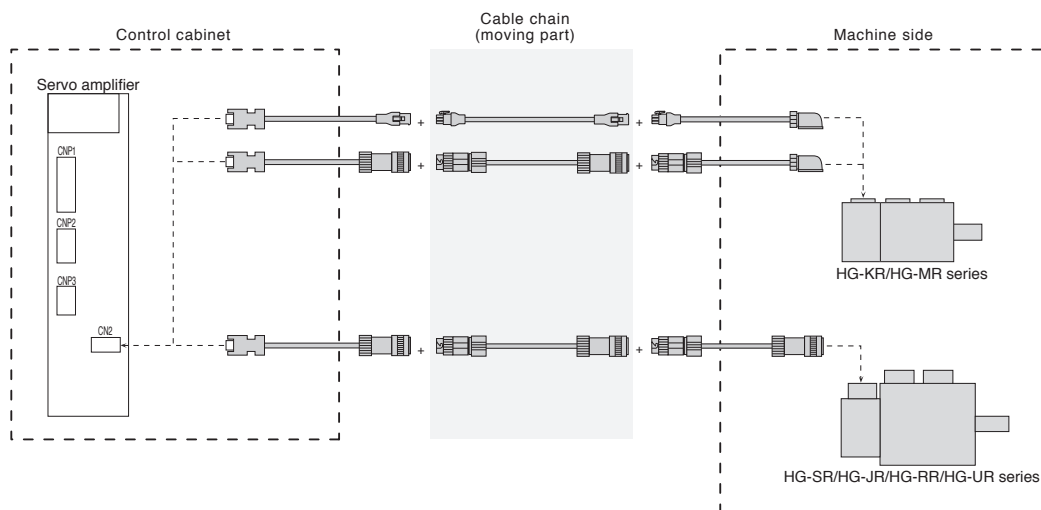 Cable chain
(moving part)
Control cabinet
Machine side
Servo amplifier
+
+
CNP1
+
+
CNP2
HG-KR/HG-MR series
CNP3
CN2
+
+
HG-SR/HG-JR/HG-RR/HG-UR series